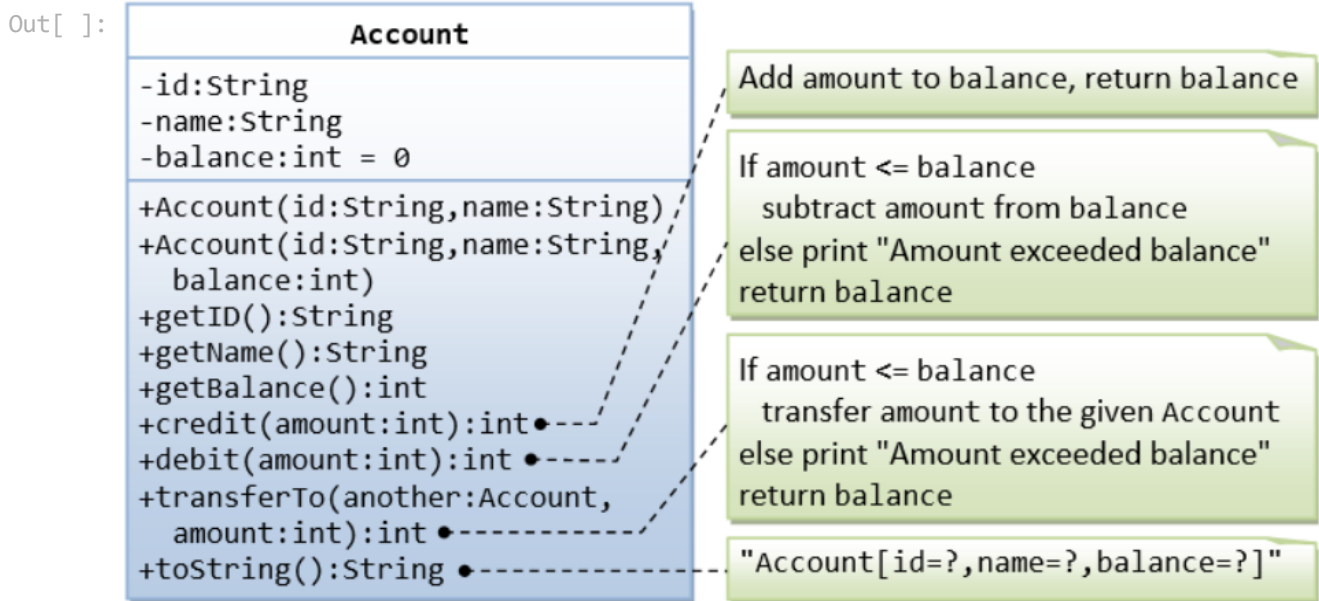 Out[ ]:
Account
-id:String
-name:String
-balance:int = 0
+Account(id:String,name:String)
+Account(id:String,name:String,
balance:int)
+getID():String
+getName():String
+getBalance():int
+credit(amount:int):int
+debit(amount:int):int
+transferTo(another:Account,
amount:int):int
+toString():String
Add amount to balance, return balance
If amount <= balance
subtract amount from balance
else print "Amount exceeded balance"
return balance
If amount <= balance
transfer amount to the given Account
else print "Amount exceeded balance"
return balance
"Account[id=?,name=?,balance=?]"